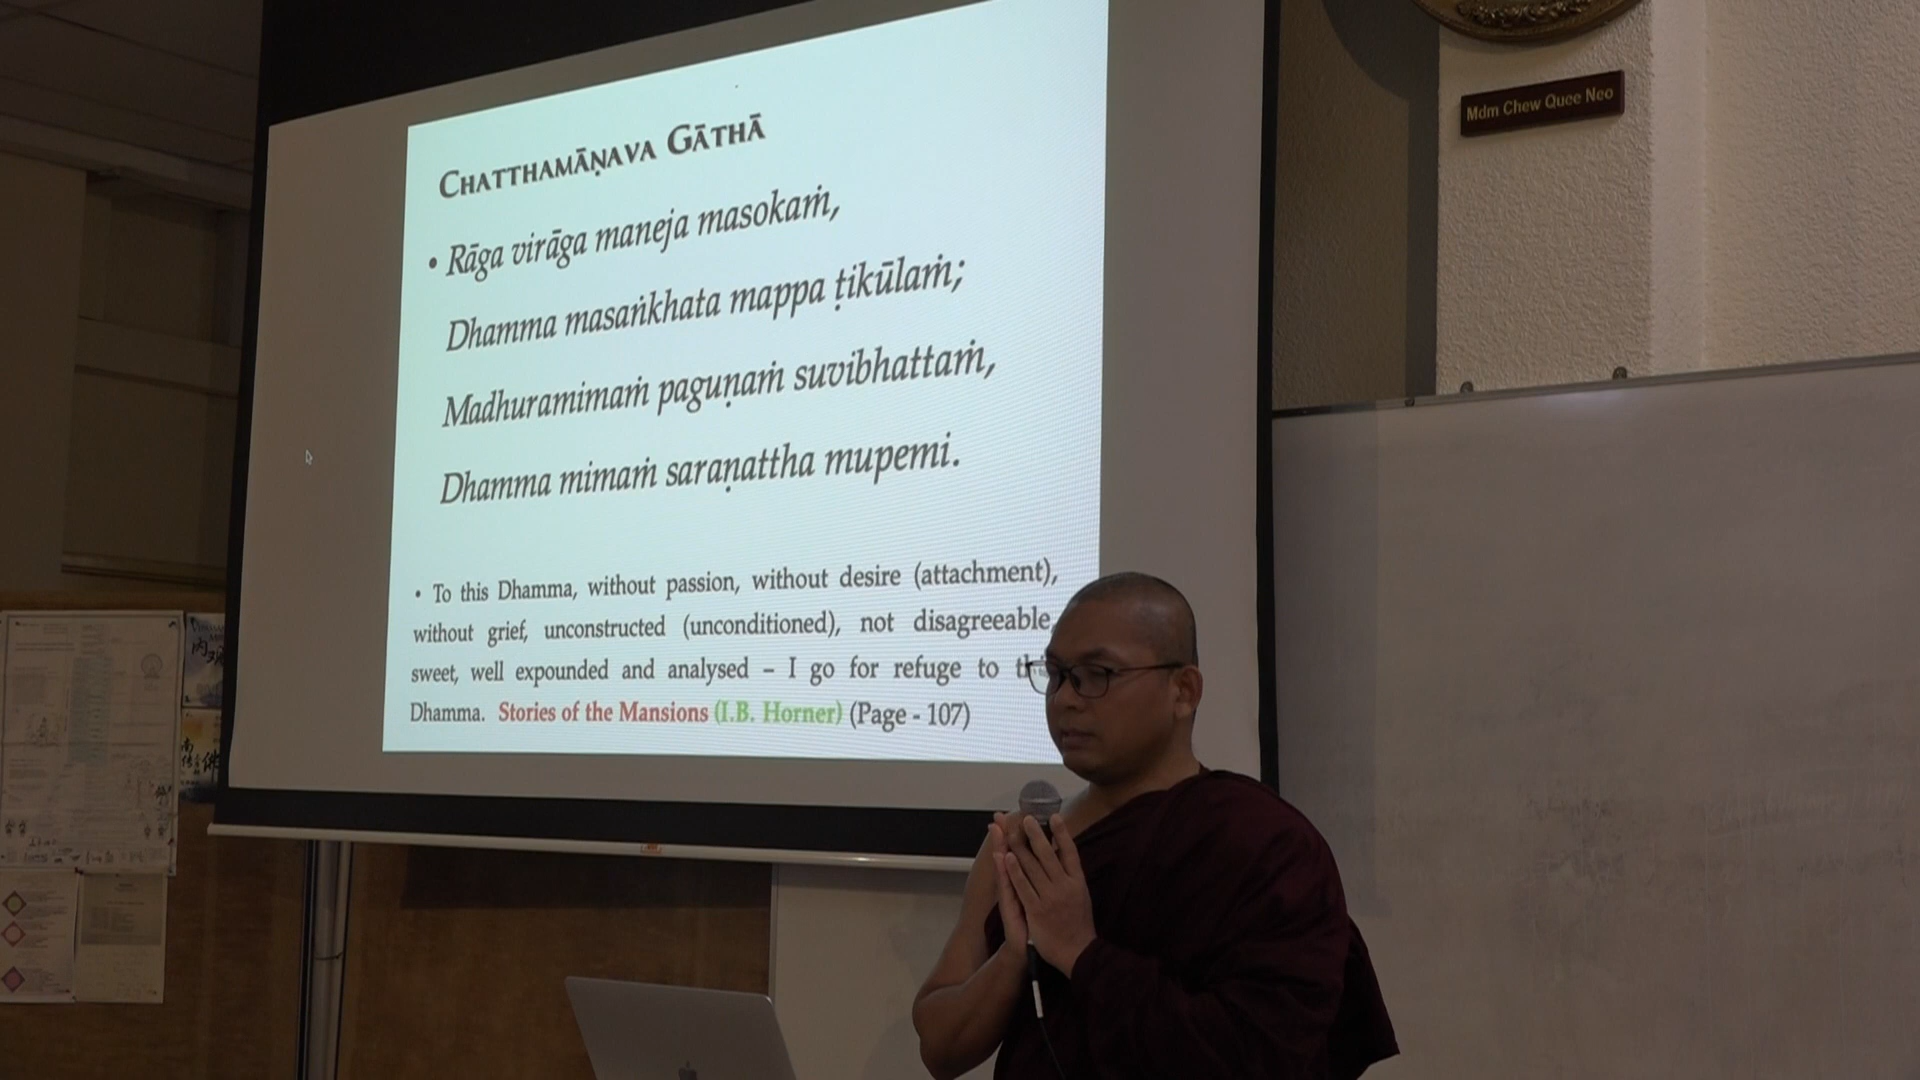 CHATTHAMĀṆAVA GĀTHĀ
• Rāga virāga maneja masokaṁ,
Dhamma masaṅkhata mappa ṭikūlaṁ;
Madhuramimaṁ paguṇaṁ suvibhattaṁ,
Dhamma mimaṁ saraṇattha mupemi.
• To this Dhamma, without passion, without desire (attachment),
without grief, unconstructed (unconditioned), not disagreeable,
sweet, well expounded and analysed – I go for refuge to
Dhamma. Stories of the Mansions (I.B. Horner) (Page - 107)
Mdm Chew Quee Neo